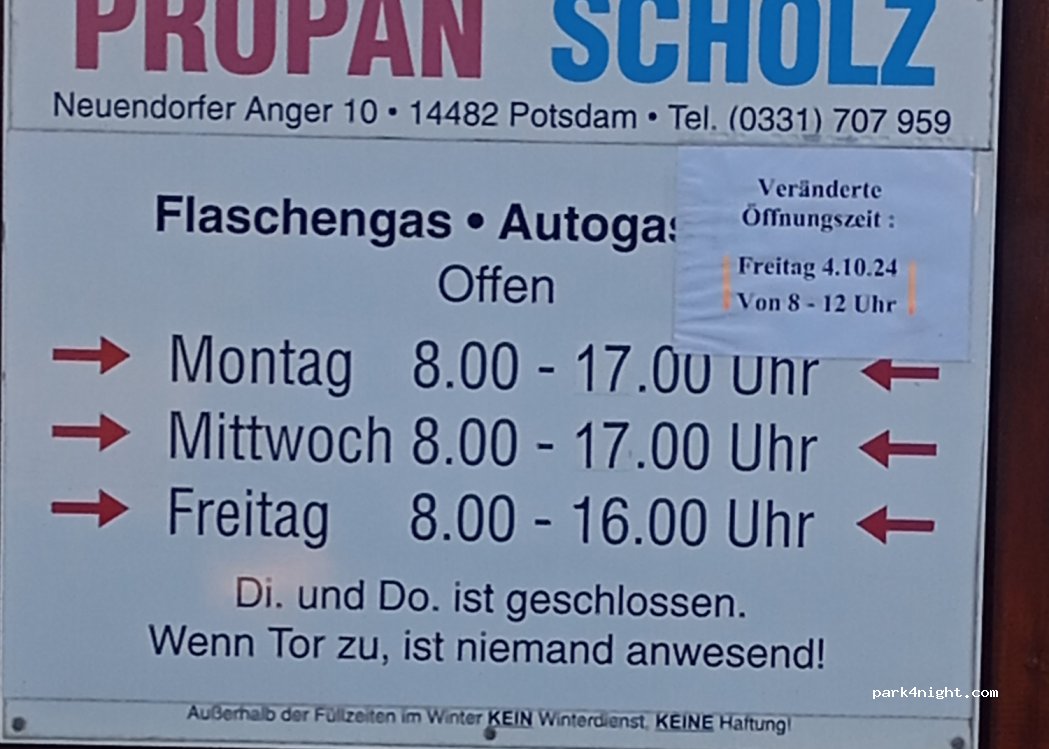 PROPAN SCHOLZ
Neuendorfer Anger 10 • 14482 Potsdam • Tel. (0331) 707 959
Veränderte
Öffnungszeit :
Freitag 4.10.24
Von 8 - 12 Uhr
Flaschengas • Autogas
Offen
Montag 8.00 - 17.00 Uhr
Mittwoch 8.00 - 17.00 Uhr
Freitag 8.00 - 16.00 Uhr
Di. und Do. ist geschlossen.
Wenn Tor zu, ist niemand anwesend!
park4night.com
Außerhalb der Füllzeiten im Winter KEIN Winterdienst, KEINE Haftung!